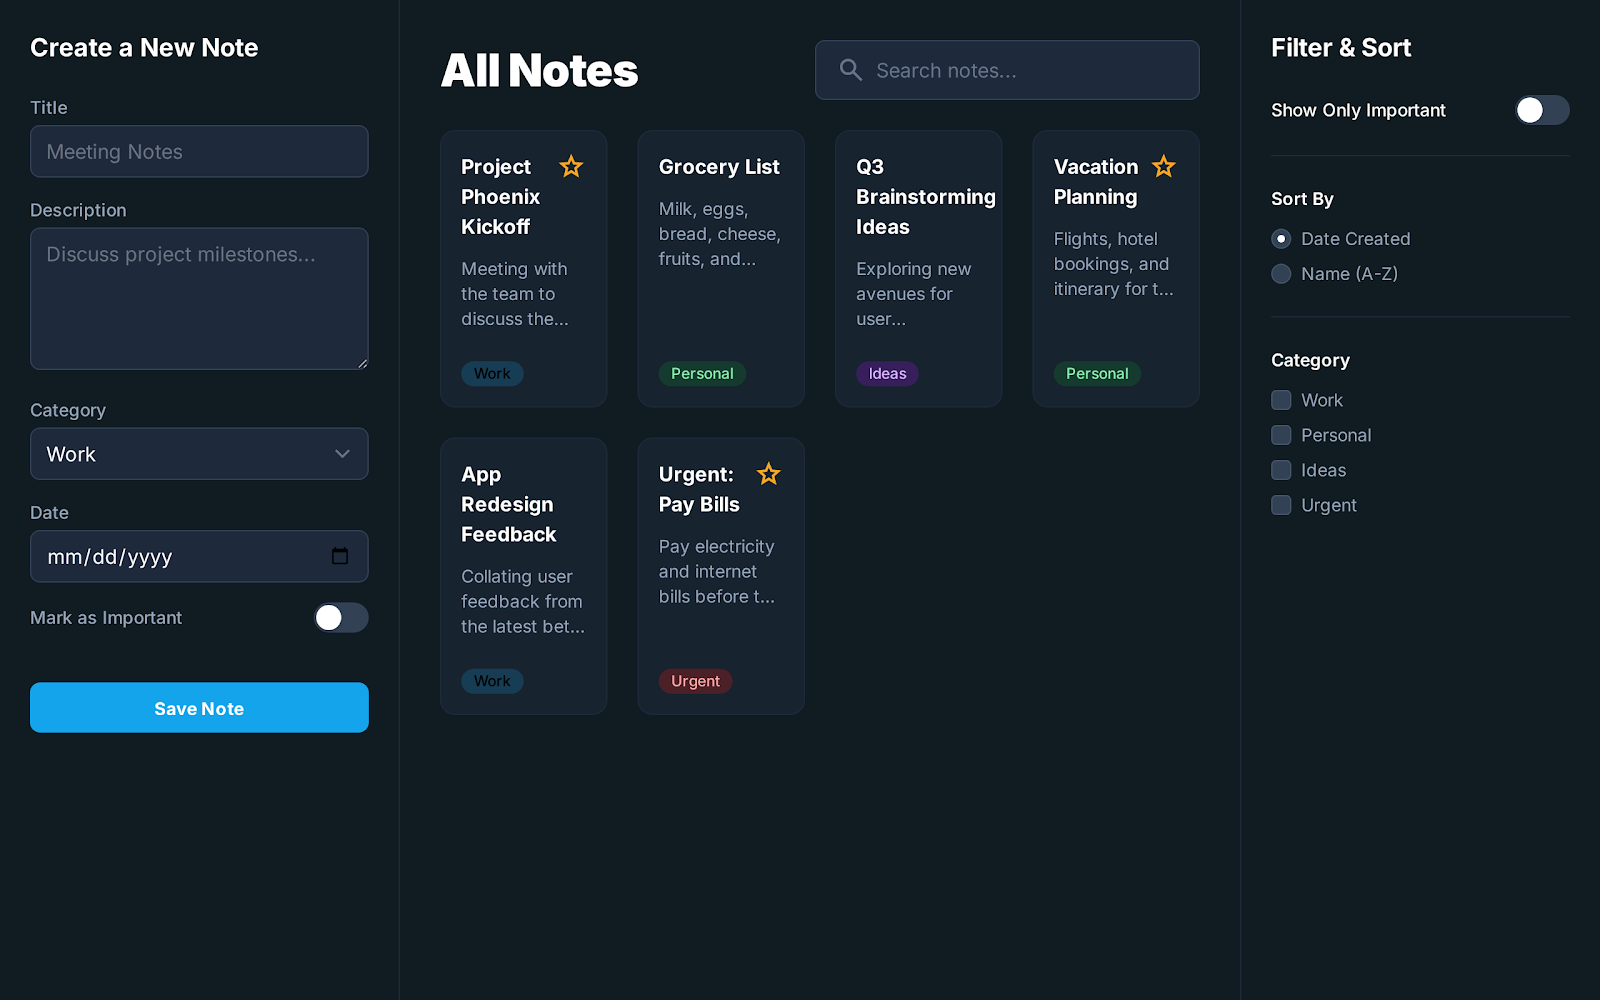 Create a New Note
Title
Meeting Notes
Description
Discuss project milestones...
Category
Work
Date
mm/dd/yyyy
Mark as Important
Save Note
All Notes
Search notes...
Project
Phoenix
Kickoff
Meeting with
the team to
discuss the...
Work
Grocery List
Milk, eggs,
bread, cheese,
fruits, and...
Personal
Q3
Brainstorming
Ideas
Exploring new
avenues for
user...
Ideas
Vacation
Planning
Flights, hotel
bookings, and
itinerary for t...
Personal
App
Redesign
Feedback
Collating user
feedback from
the latest bet...
Work
Urgent:
Pay Bills
Pay electricity
and internet
bills before t...
Urgent
Filter & Sort
Show Only Important
Sort By
Date Created
Name (A-Z)
Category
Work
Personal
Ideas
Urgent